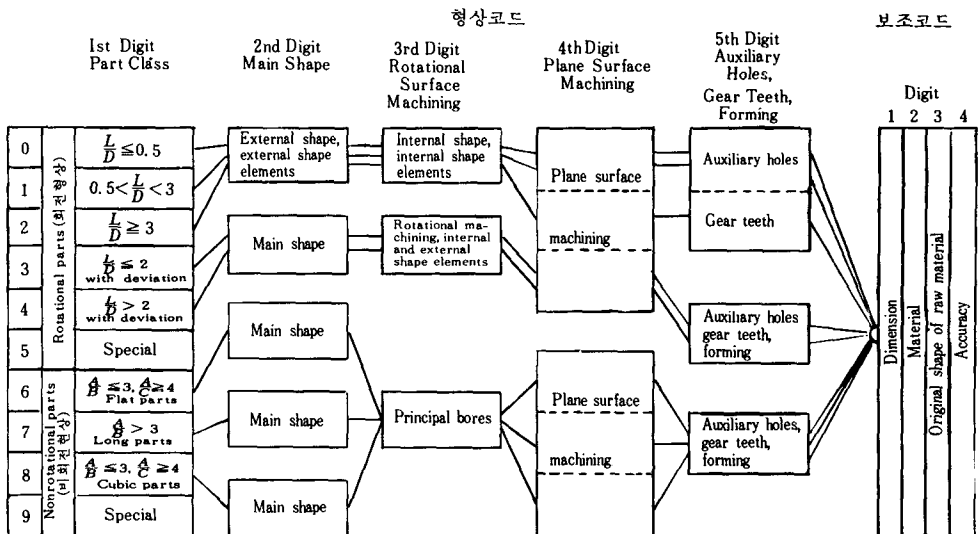 형상코드
보조코드
1st Digit
Part Class
2nd Digit
Main Shape
3rd Digit
Rotational
Surface
Machining
4th Digit
Plane Surface
Machining
5th Digit
Auxiliary
Holes,
Gear Teeth,
Forming
Digit
1 2 3 4
0
1
2
3
4
5
6
7
8
9
Rotational parts (회전형상)
Nonrotational parts
(비회전형상)
L/D ≦ 0.5
0.5 < L/D < 3
L/D ≧ 3
L/D ≦ 2
with deviation
L/D > 2
with deviation
Special
A/B ≦ 3, A/C ≧ 4
Flat parts
A/B > 3
Long parts
A/B ≦ 3, A/C ≧ 4
Cubic parts
Special
External shape,
external shape
elements
Main shape
Main shape
Main shape
Main shape
Internal shape,
internal shape
elements
Rotational ma-
chining, internal
and external
shape elements
Principal bores
Plane surface
machining
Plane surface
machining
Auxiliary holes
Gear teeth
Auxiliary holes
gear teeth,
forming
Auxiliary holes,
gear teeth,
forming
Dimension
Material
Original shape of raw material
Accuracy